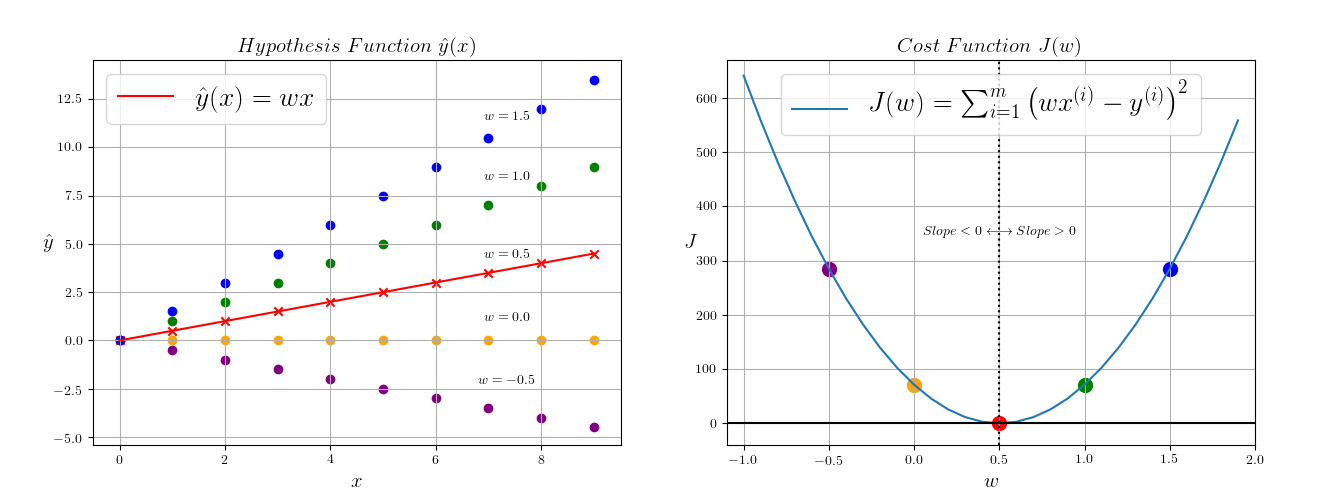 Hypothesis Function ŷ(x)
ŷ(x) = wx
12.5
10.0
7.5
5.0
2.5
0.0
−2.5
−5.0
ŷ
w = 1.5
w = 1.0
w = 0.5
w = 0.0
w = −0.5
0 2 4 6 8
x
Cost Function J(w)
J(w) = ∑_{i=1}^{m} (wx^{(i)} − y^{(i)})^2
600
500
400
300
200
100
0
J
Slope < 0 ⟷ Slope > 0
−1.0 −0.5 0.0 0.5 1.0 1.5 2.0
w